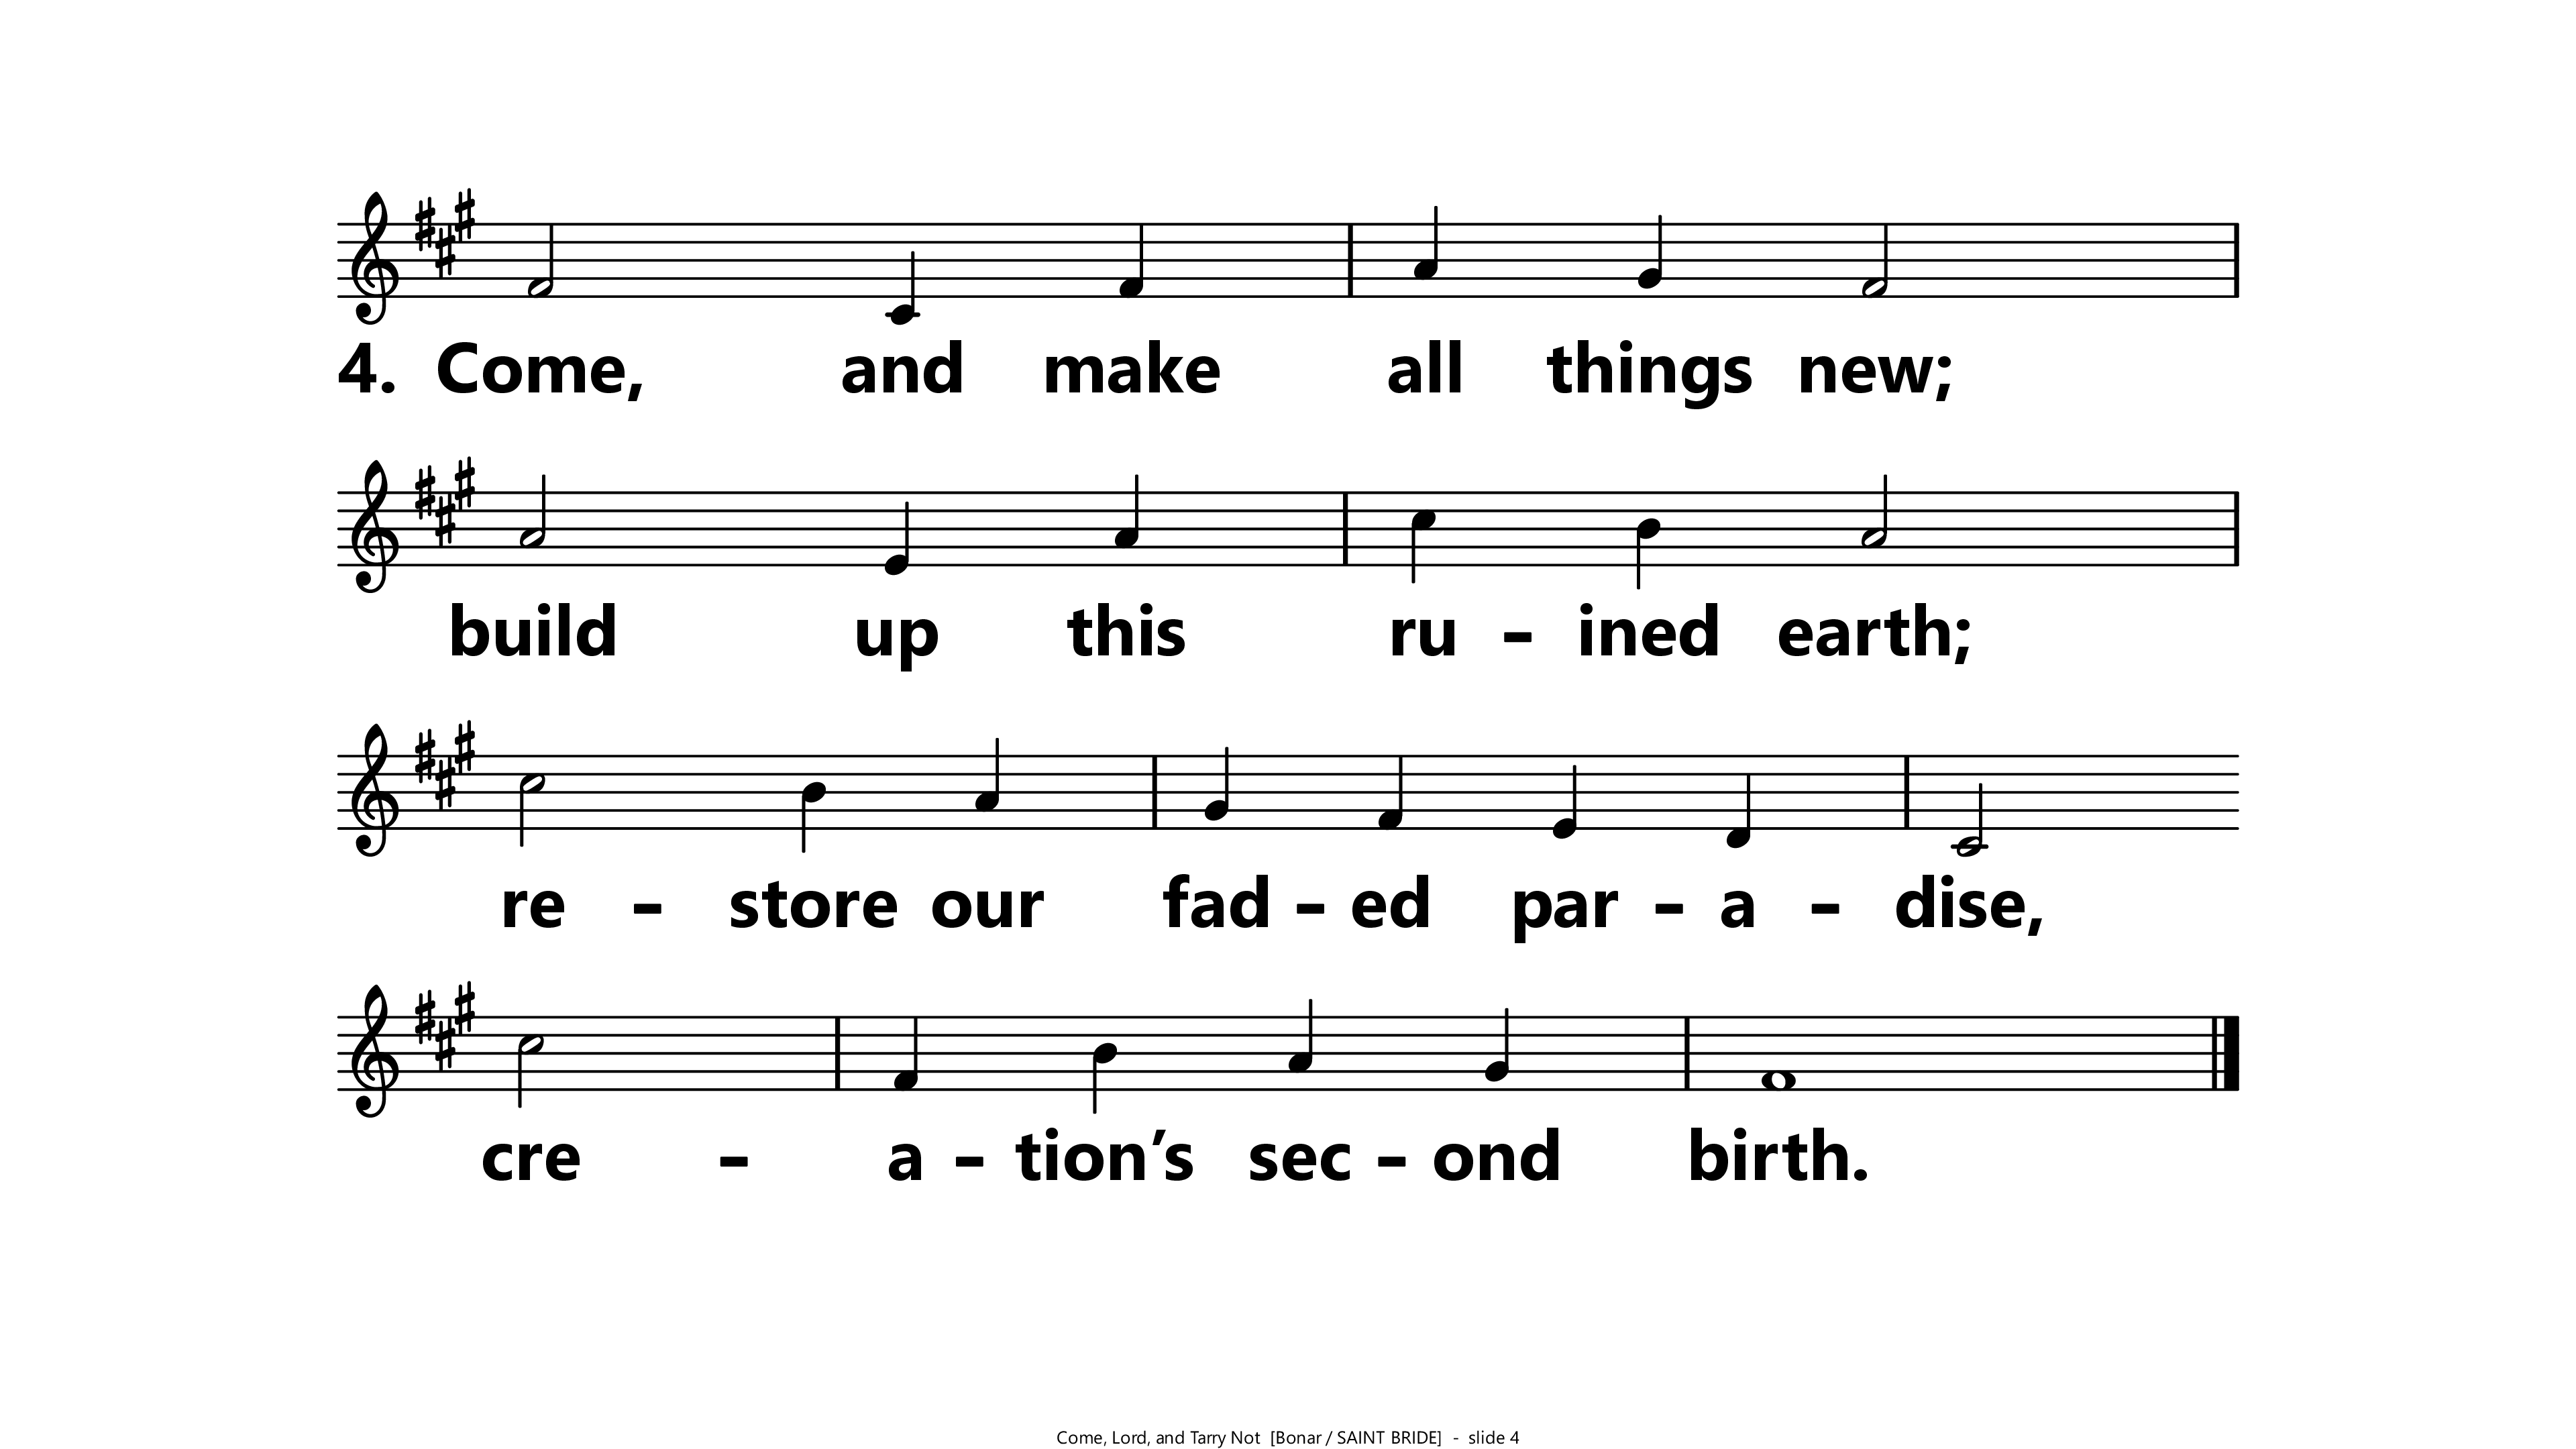 4. Come, and make all things new;
build up this ru - ined earth;
re - store our fad - ed par - a - dise,
cre - a - tion’s sec - ond birth.
Come, Lord, and Tarry Not [Bonar / SAINT BRIDE] - slide 4